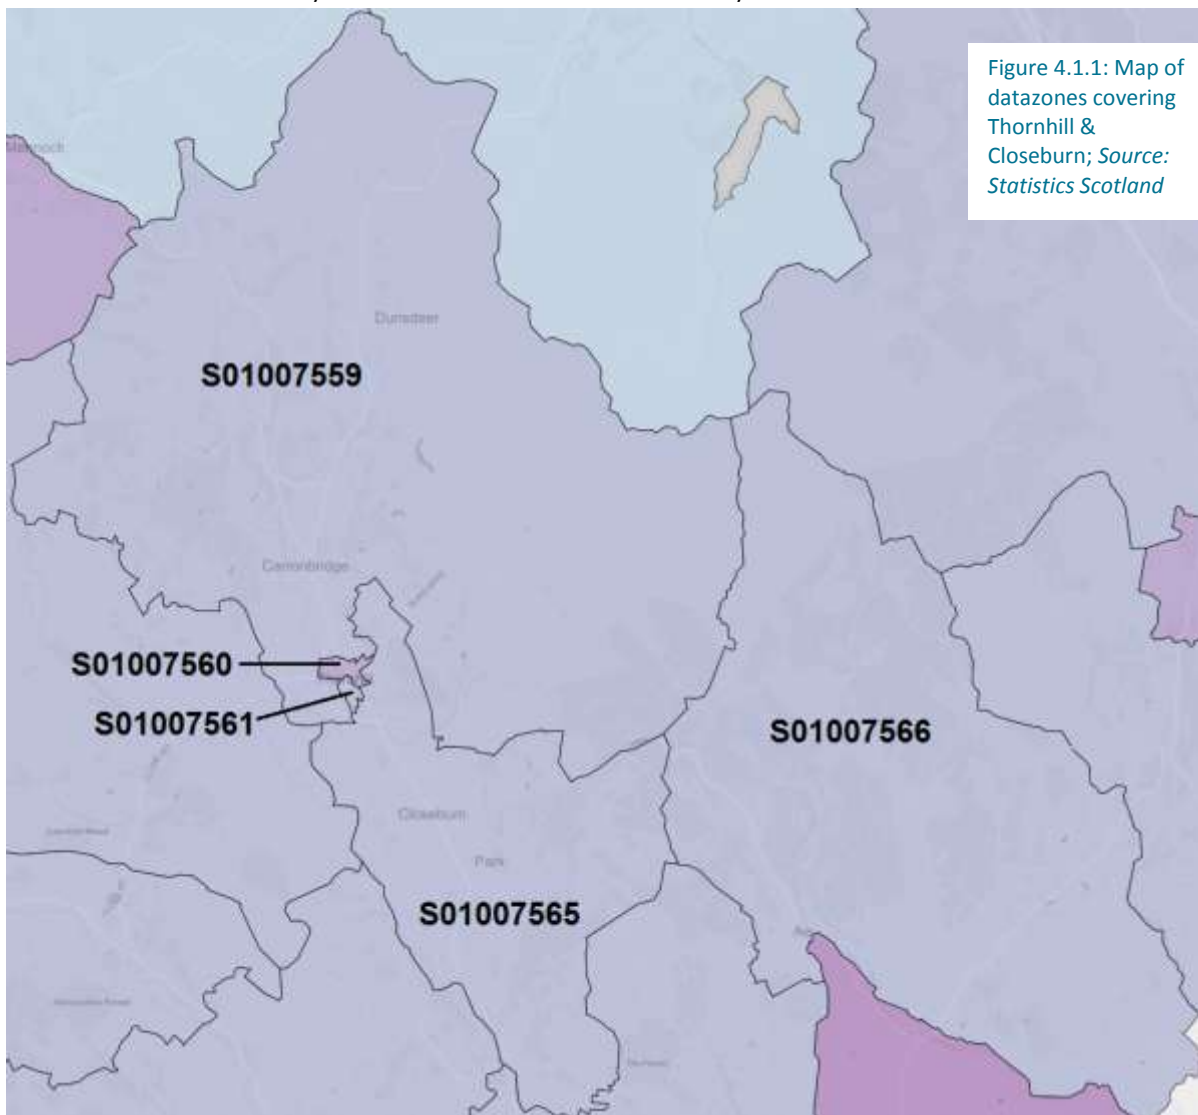 Figure 4.1.1: Map of
datazones covering
Thornhill &
Closeburn; Source:
Statistics Scotland
Durisdeer
S01007559
Carronbridge
S01007560
S01007561
S01007566
Closeburn
Park
S01007565